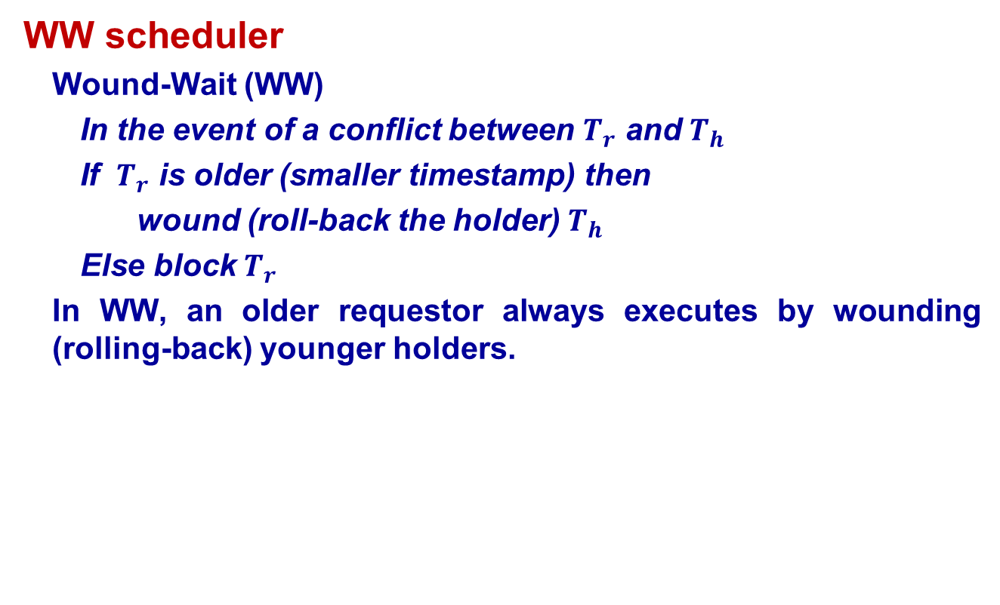 WW scheduler
Wound-Wait (WW)
In the event of a conflict between T_r and T_h
If T_r is older (smaller timestamp) then
wound (roll-back the holder) T_h
Else block T_r
In WW, an older requestor always executes by wounding
(rolling-back) younger holders.